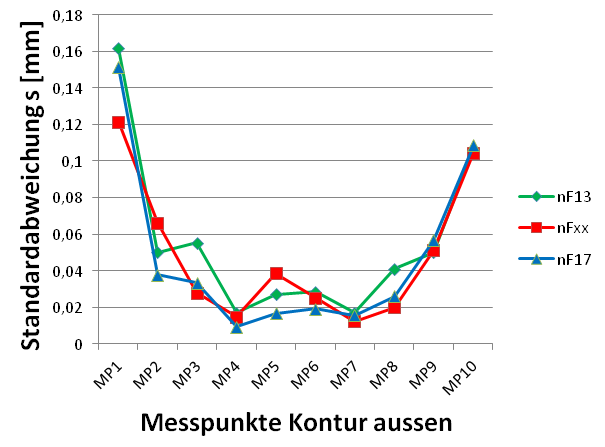 Standardabweichung s [mm]
0,18
0,16
0,14
0,12
0,1
0,08
0,06
0,04
0,02
0
MP1
MP2
MP3
MP4
MP5
MP6
MP7
MP8
MP9
MP10
Messpunkte Kontur aussen
nF13
nFxx
nF17